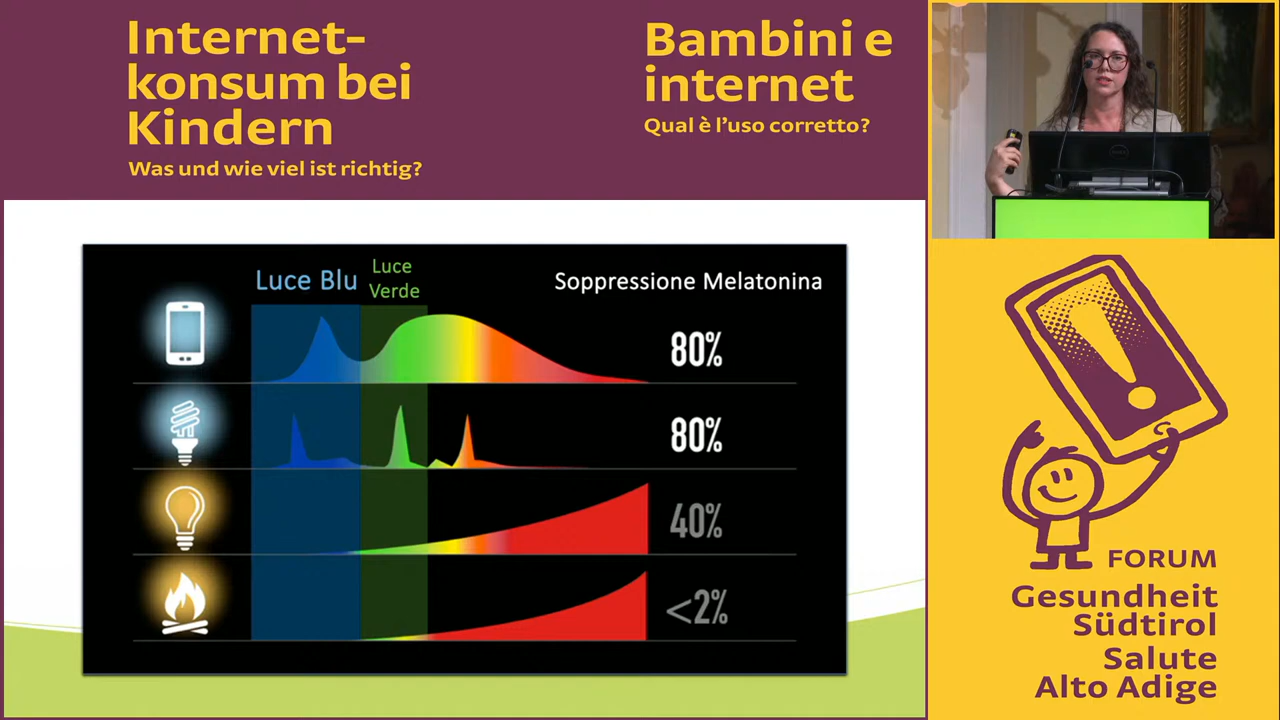 Internet-
konsum bei
Kindern
Was und wie viel ist richtig?
Bambini e
internet
Qual è l'uso corretto?
Luce Blu
Luce
Verde
Soppressione Melatonina
80%
80%
40%
<2%
FORUM
Gesundheit
Südtirol
Salute
Alto Adige